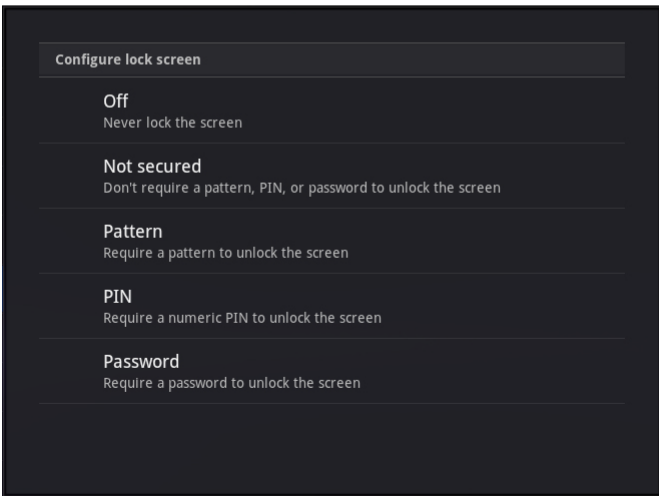 Configure lock screen
Off
Never lock the screen
Not secured
Don't require a pattern, PIN, or password to unlock the screen
Pattern
Require a pattern to unlock the screen
PIN
Require a numeric PIN to unlock the screen
Password
Require a password to unlock the screen